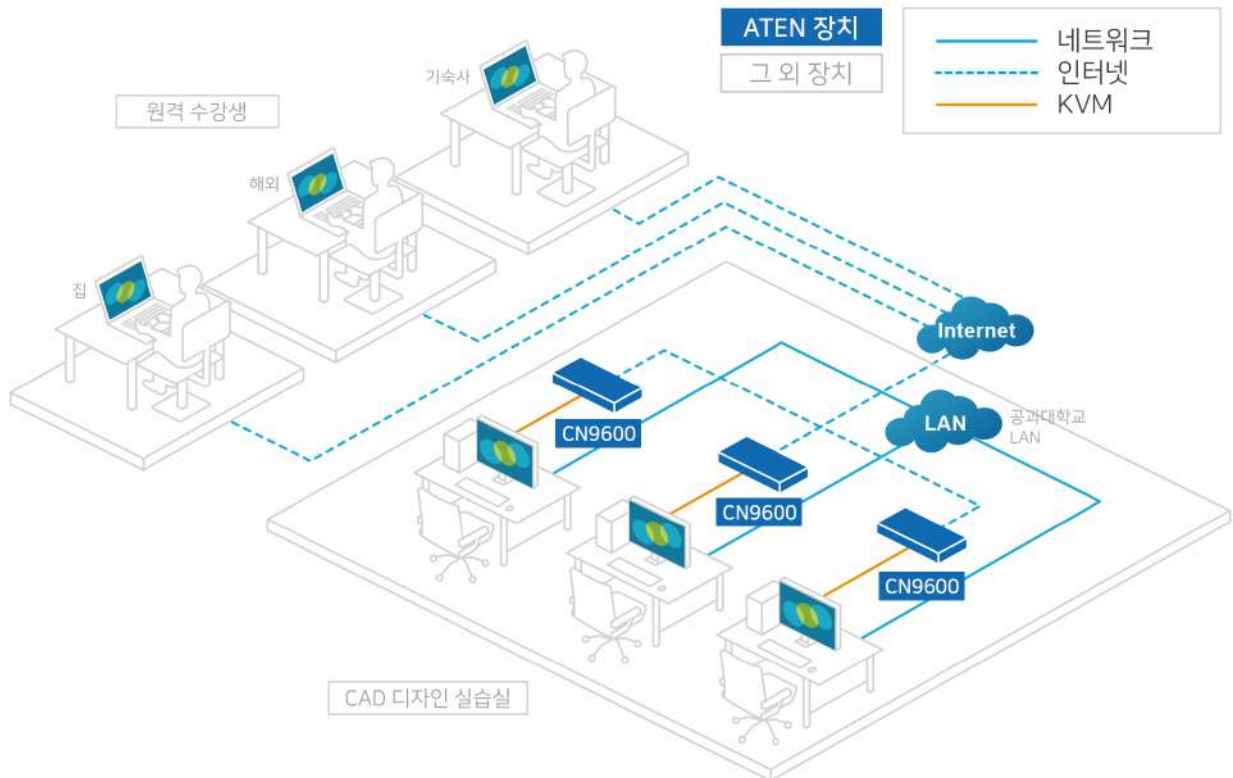 ATEN 장치
그 외 장치
네트워크
인터넷
KVM
원격 수강생
기숙사
해외
집
Internet
LAN
공과대학교
LAN
CN9600
CN9600
CN9600
CAD 디자인 실습실